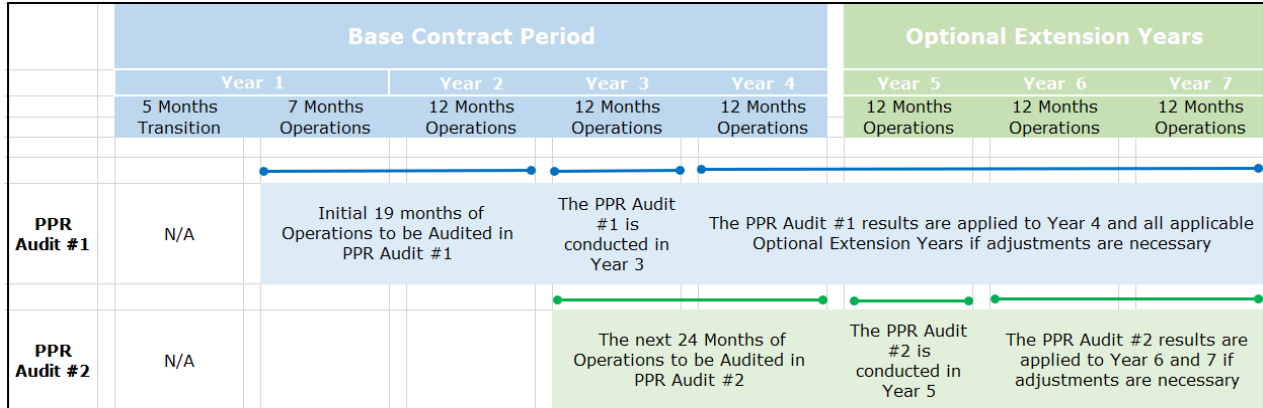 Base Contract Period
Optional Extension Years
Year 1
Year 2
Year 3
Year 4
Year 5
Year 6
Year 7
5 Months
Transition
7 Months
Operations
12 Months
Operations
12 Months
Operations
12 Months
Operations
12 Months
Operations
12 Months
Operations
12 Months
Operations
PPR
Audit #1
N/A
Initial 19 months of
Operations to be Audited in
PPR Audit #1
The PPR Audit
#1 is
conducted in
Year 3
The PPR Audit #1 results are applied to Year 4 and all applicable
Optional Extension Years if adjustments are necessary
PPR
Audit #2
N/A
The next 24 Months of
Operations to be Audited in
PPR Audit #2
The PPR Audit
#2 is
conducted in
Year 5
The PPR Audit #2 results are
applied to Year 6 and 7 if
adjustments are necessary